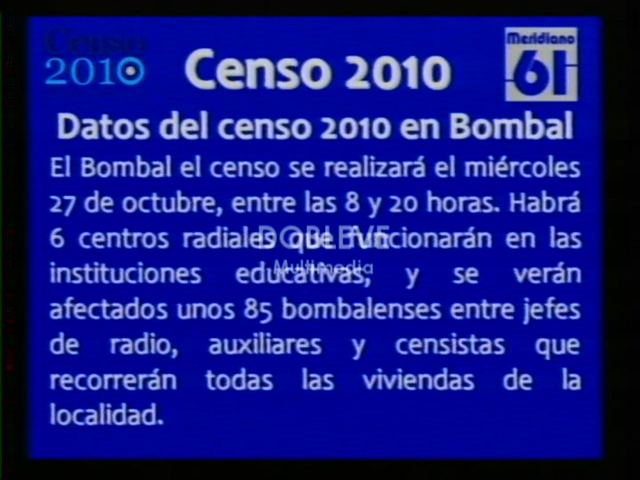 Censo
2010
Censo 2010
Meridiano
61
Datos del censo 2010 en Bombal
El Bombal el censo se realizará el miércoles
27 de octubre, entre las 8 y 20 horas. Habrá
6 centros radiales que funcionarán en las
instituciones educativas, y se verán
afectados unos 85 bombalenses entre jefes
de radio, auxiliares y censistas que
recorrerán todas las viviendas de la
localidad.
DOBLEVE
Multimedia